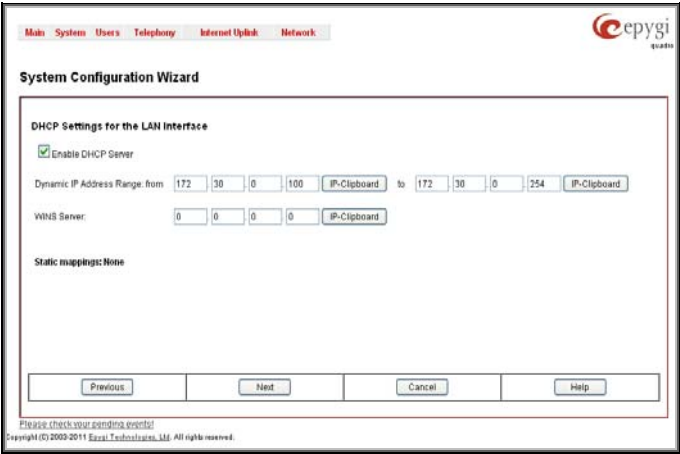 Main System Users Telephony Internet Uplink Network
epygi
quadro
System Configuration Wizard
DHCP Settings for the LAN Interface
Enable DHCP Server
Dynamic IP Address Range: from 172 . 30 . 0 . 100 IP-Clipboard to 172 . 30 . 0 . 254 IP-Clipboard
WINS Server: 0 . 0 . 0 . 0 IP-Clipboard
Static mappings: None
Previous Next Cancel Help
Please check your pending events!
Copyright (C) 2003-2011 Epygi Technologies, Ltd. All rights reserved.